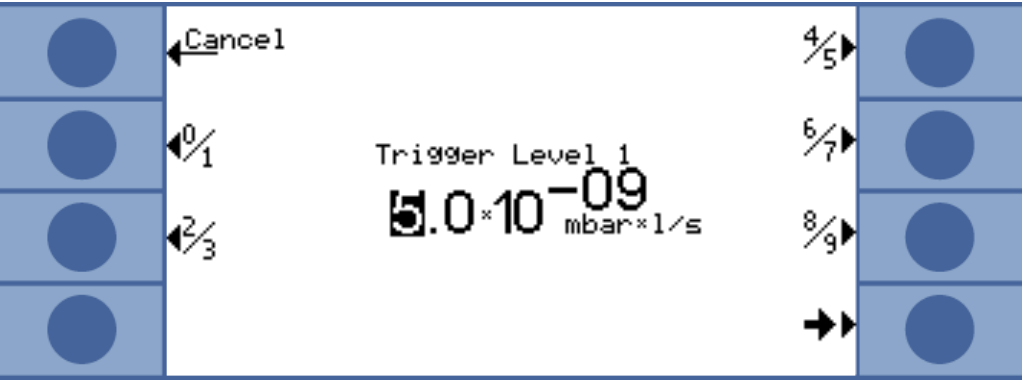 Cancel
4/5
0/1
6/7
Trigger Level 1
5.0×10⁻⁰⁹ mbar×l/s
2/3
8/9